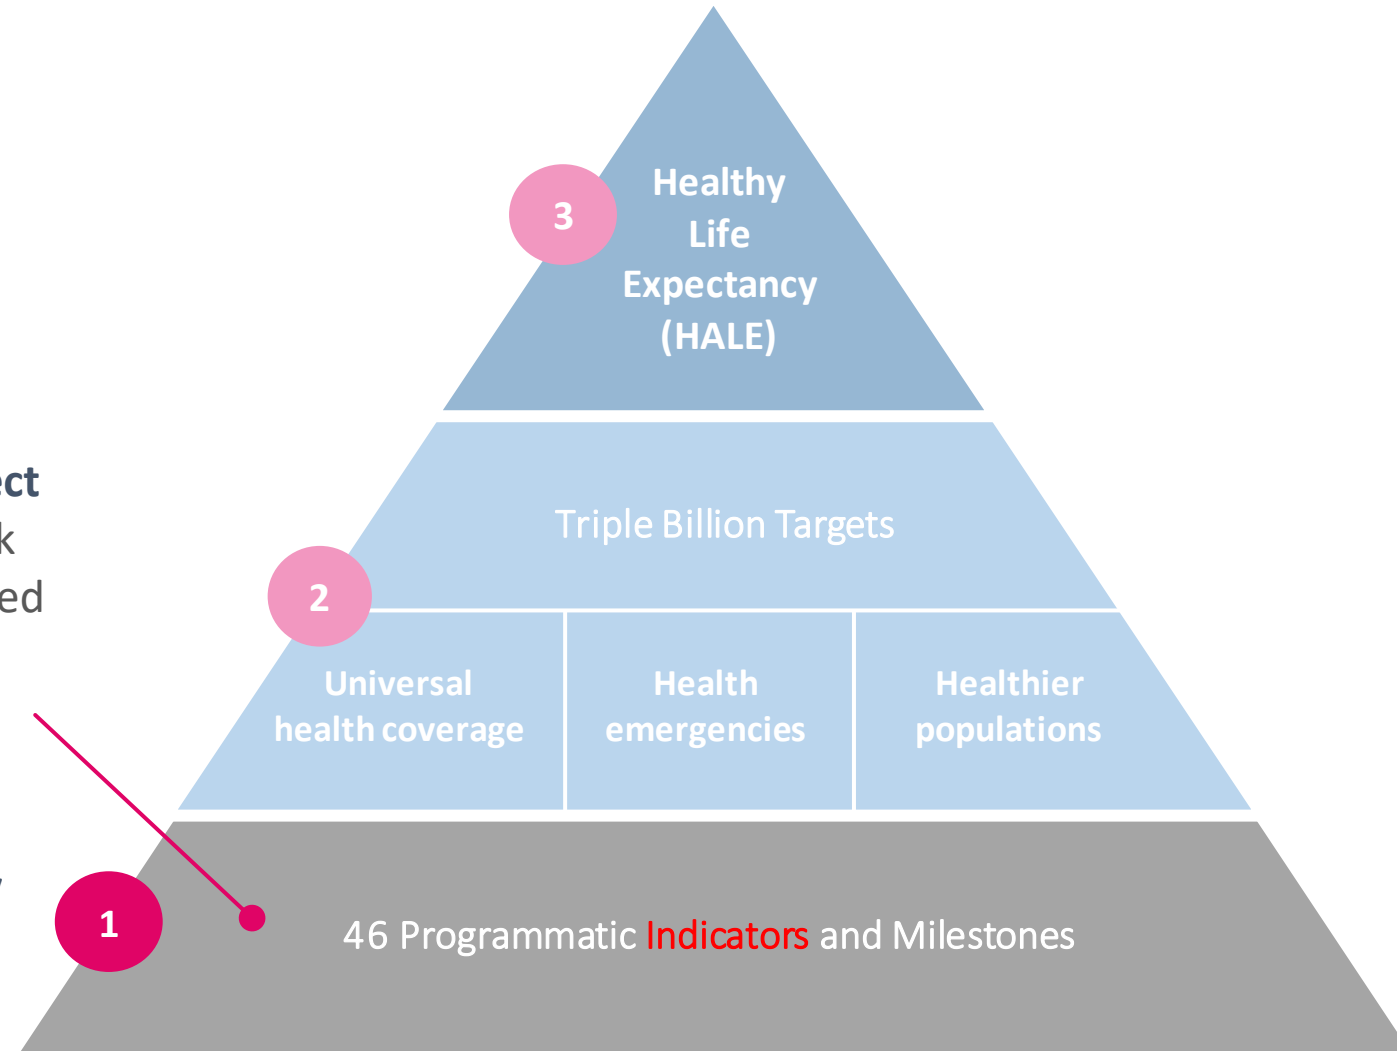 3
Healthy
Life
Expectancy
(HALE)
ect
k
ed
Triple Billion Targets
2
Universal
health coverage
Health
emergencies
Healthier
populations
1
46 Programmatic Indicators and Milestones